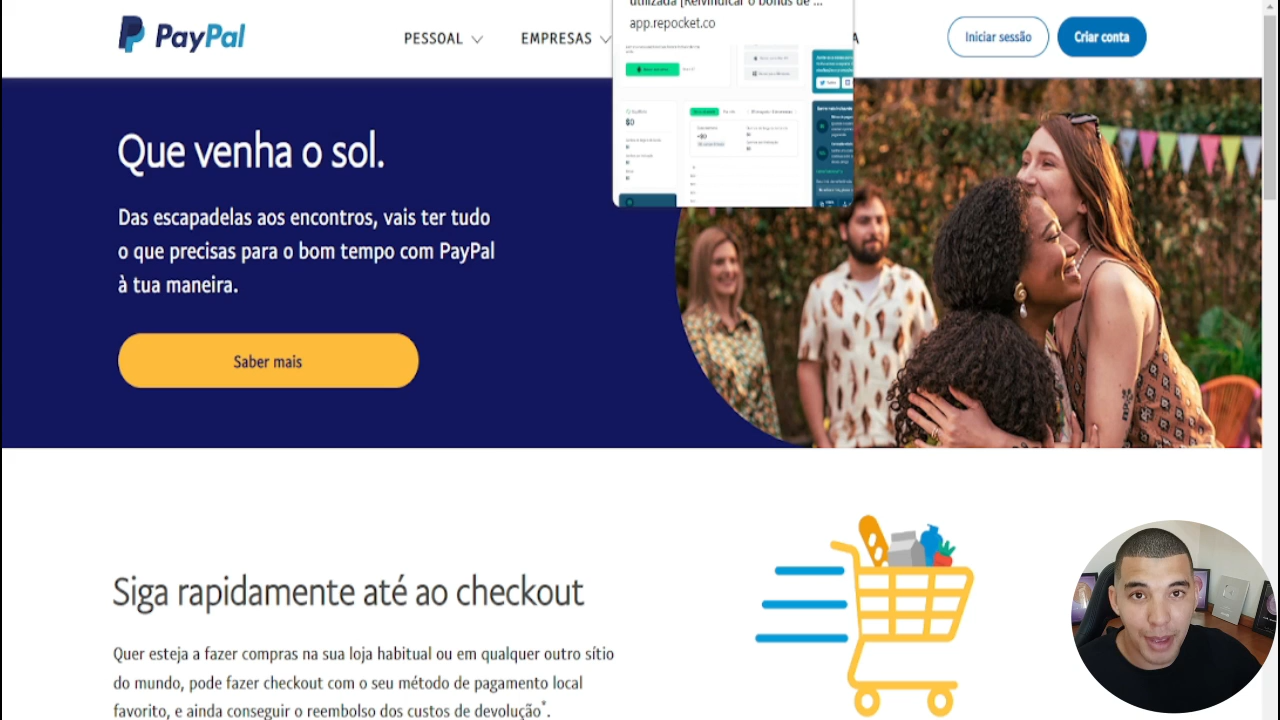 utilizada [Reivindicar o bônus de ...
app.repocket.co
PayPal
PESSOAL
EMPRESAS
A
Iniciar sessão
Criar conta
Que venha o sol.
Das escapadelas aos encontros, vais ter tudo
o que precisas para o bom tempo com PayPal
à tua maneira.
Saber mais
$0
Siga rapidamente até ao checkout
Quer esteja a fazer compras na sua loja habitual ou em qualquer outro sítio
do mundo, pode fazer checkout com o seu método de pagamento local
favorito, e ainda conseguir o reembolso dos custos de devolução*.